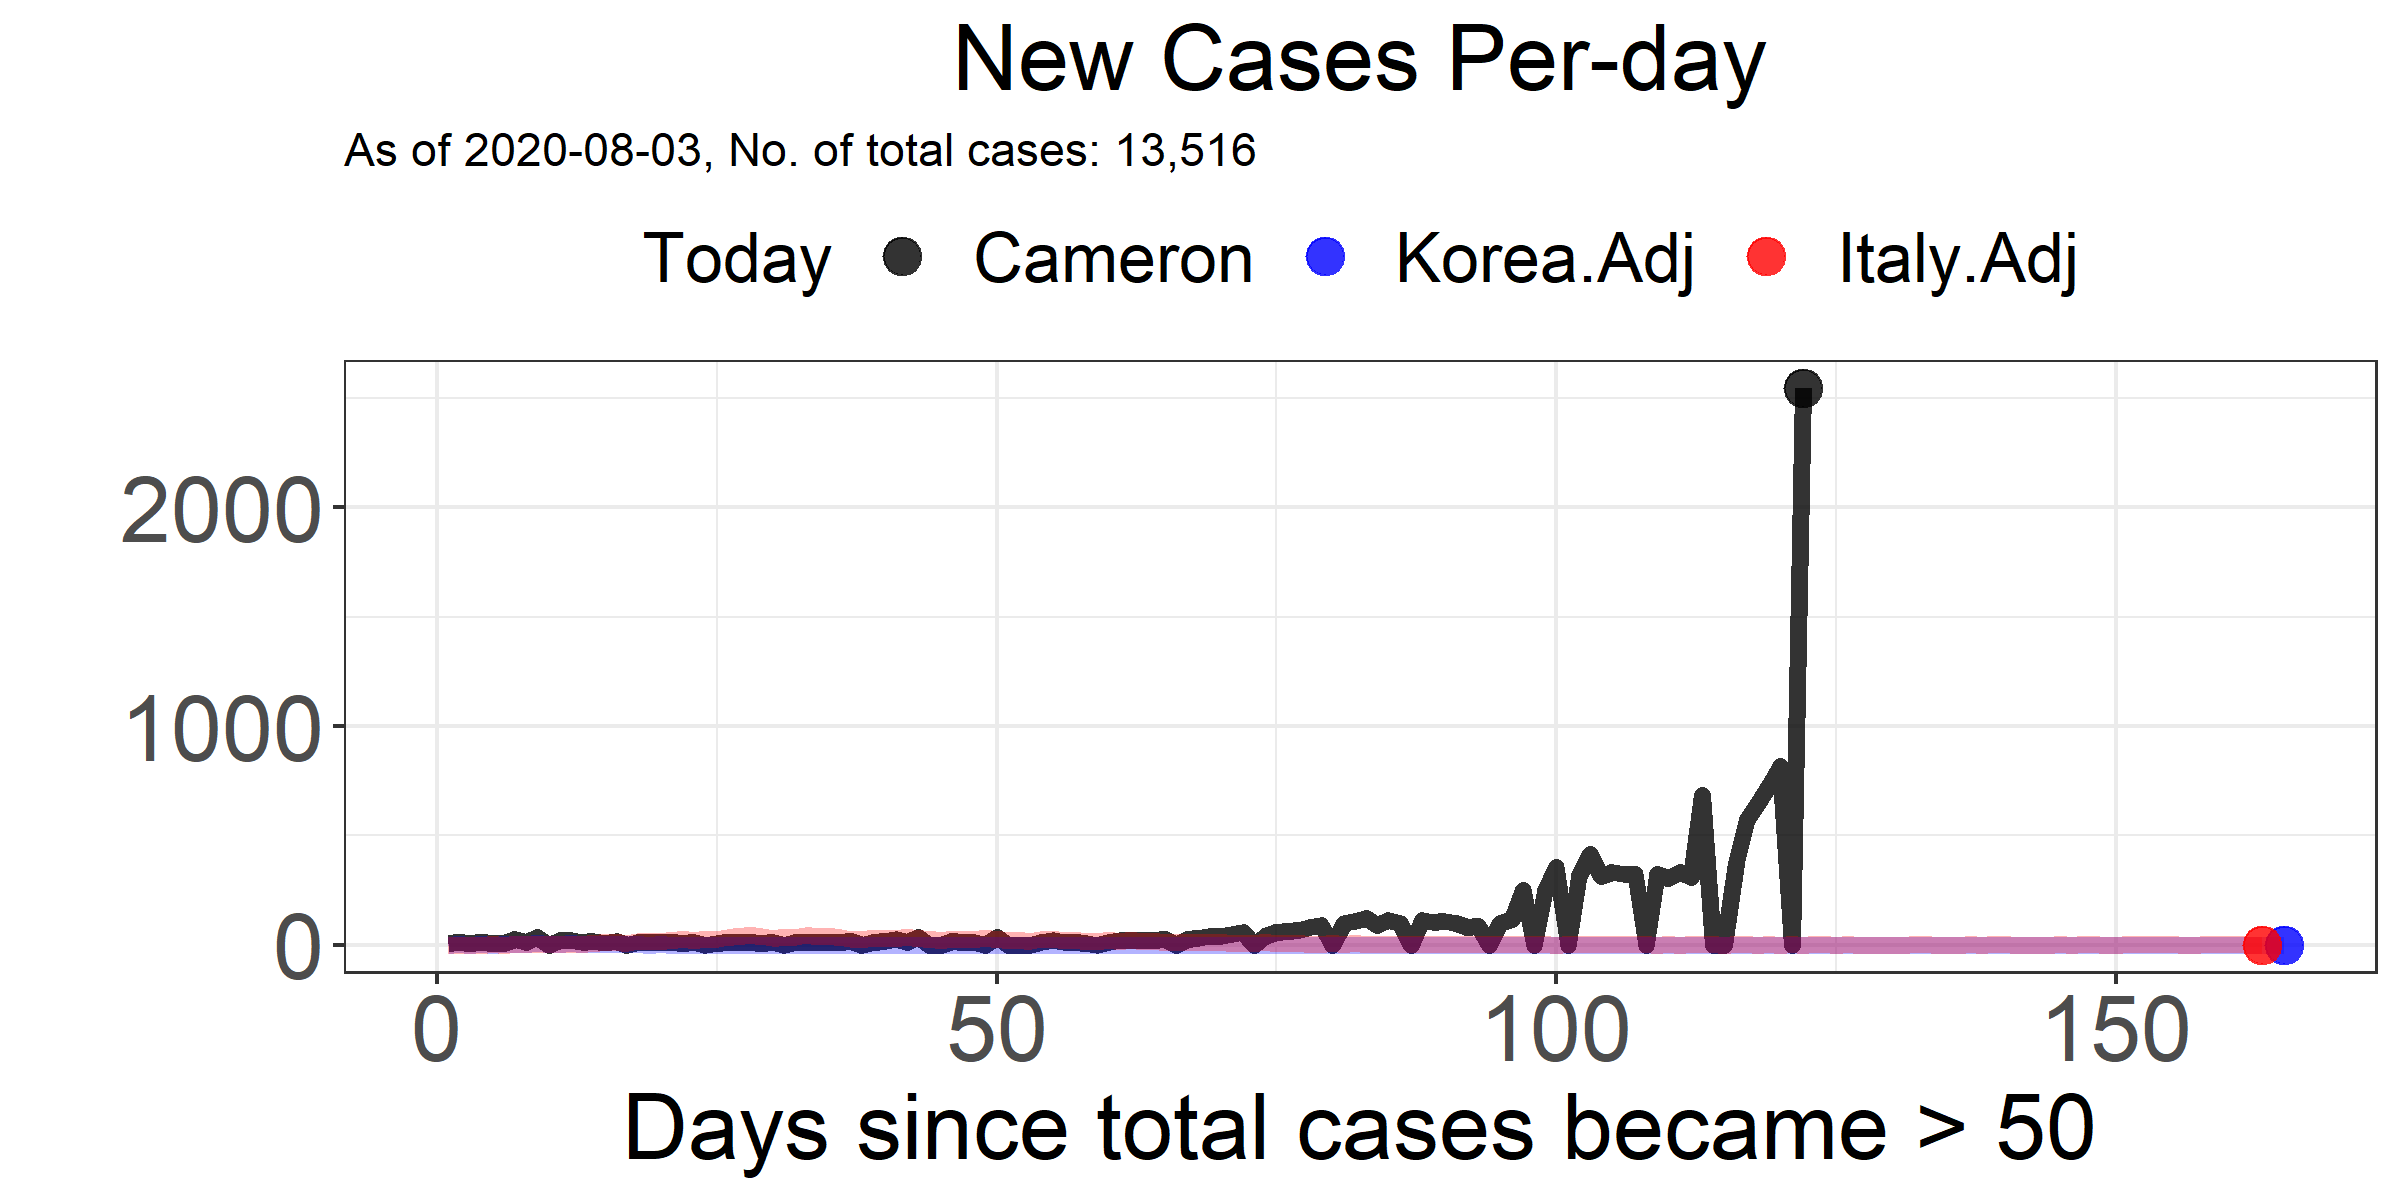 New Cases Per-day
As of 2020-08-03, No. of total cases: 13,516
Today Cameron Korea.Adj Italy.Adj
2000
1000
0
0 50 100 150
Days since total cases became > 50